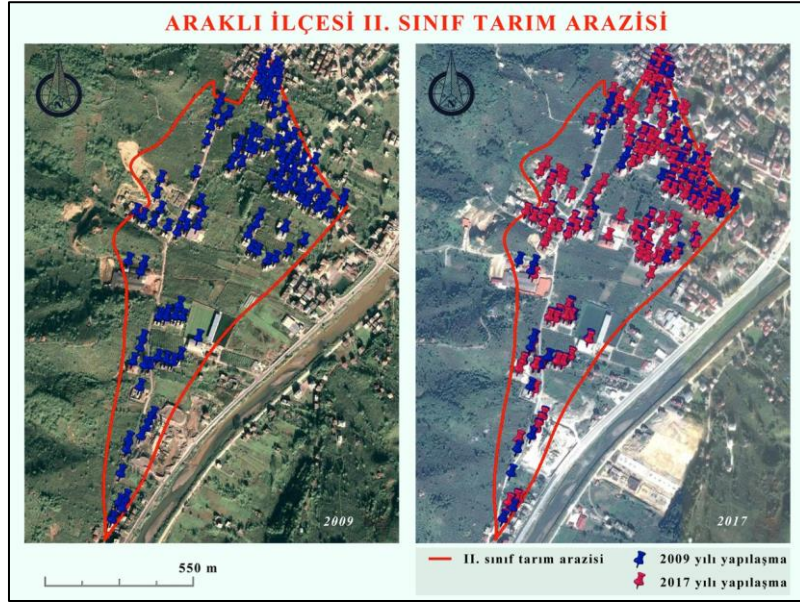 ARAKLI İLÇESİ II. SINIF TARIM ARAZİSİ
2009
2017
550 m
II. sınıf tarım arazisi
2009 yılı yapılaşma
2017 yılı yapılaşma